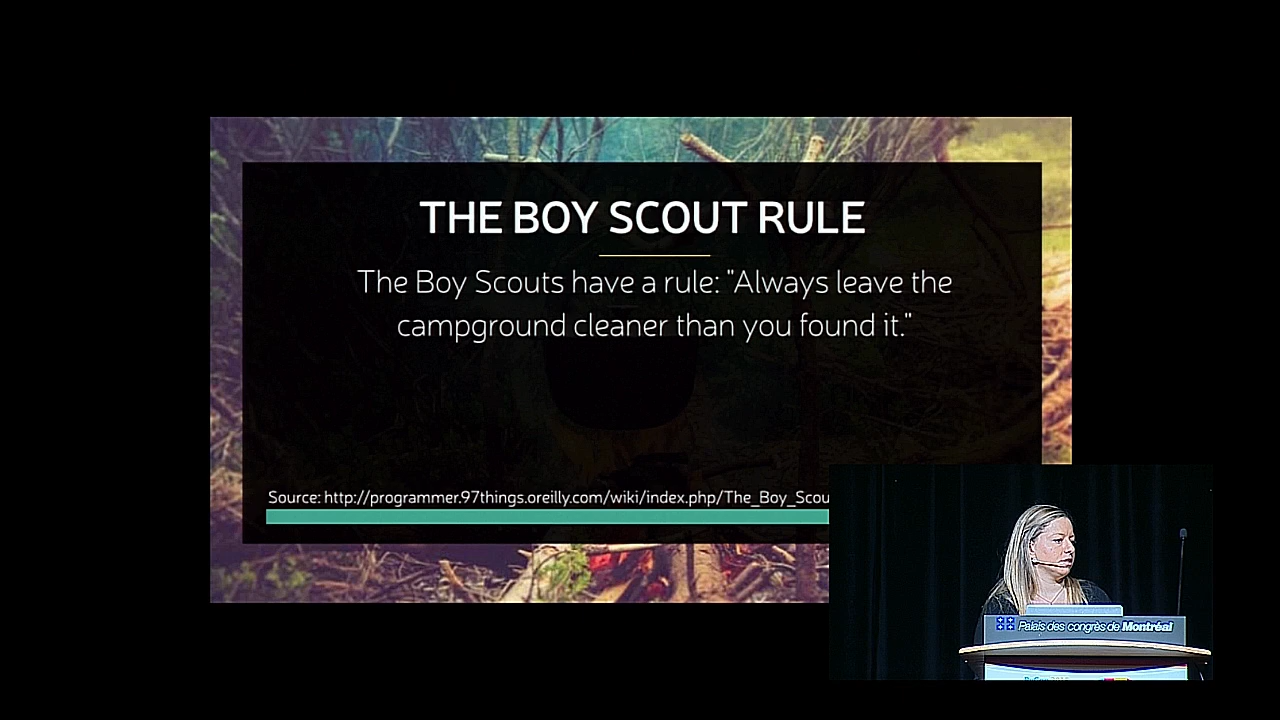 THE BOY SCOUT RULE
The Boy Scouts have a rule: "Always leave the
campground cleaner than you found it."
Source: http://programmer.97things.oreilly.com/wiki/index.php/The_Boy_Scou
Palais des congrès de Montréal